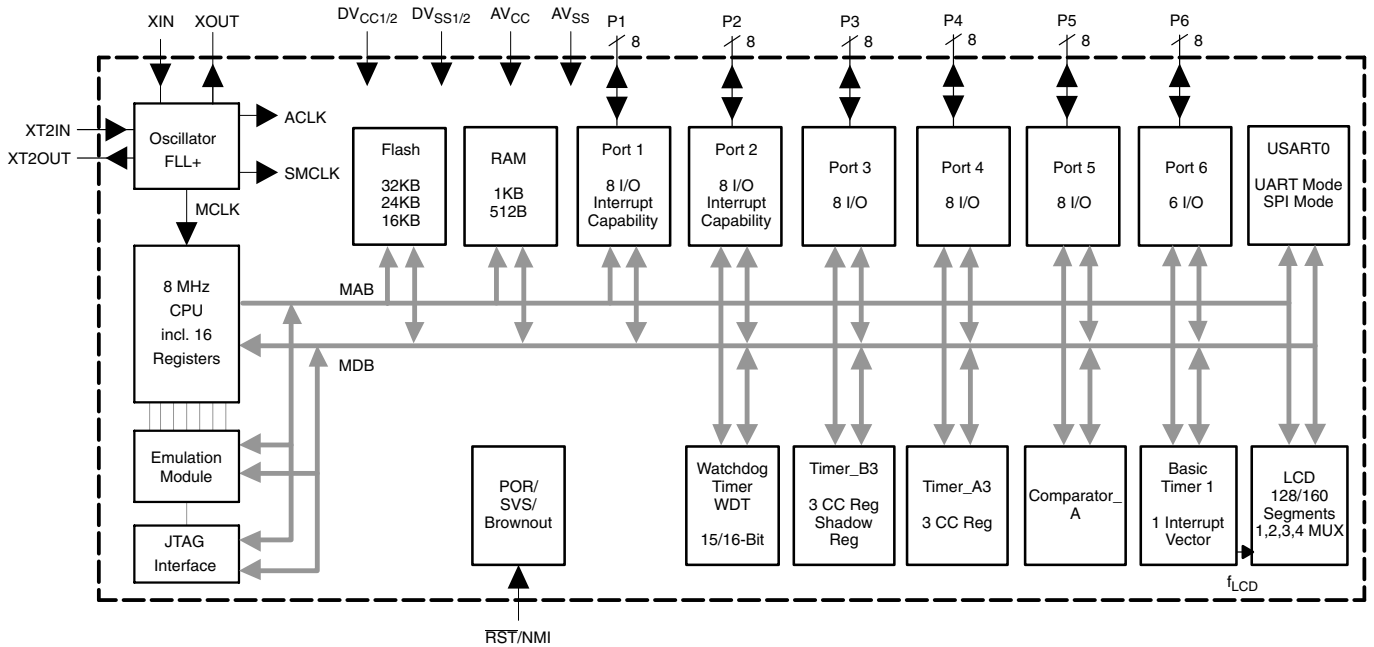 XIN
XOUT
DVCC1/2
DVSS1/2
AVCC
AVSS
P1
8
P2
8
P3
8
P4
8
P5
8
P6
8
XT2IN
XT2OUT
Oscillator
FLL+
ACLK
SMCLK
MCLK
Flash
32KB
24KB
16KB
RAM
1KB
512B
Port 1
8 I/O
Interrupt
Capability
Port 2
8 I/O
Interrupt
Capability
Port 3
8 I/O
Port 4
8 I/O
Port 5
8 I/O
Port 6
6 I/O
USART0
UART Mode
SPI Mode
8 MHz
CPU
incl. 16
Registers
MAB
MDB
Emulation
Module
JTAG
Interface
POR/
SVS/
Brownout
Watchdog
Timer
WDT
15/16-Bit
Timer_B3
3 CC Reg
Shadow
Reg
Timer_A3
3 CC Reg
Comparator_
A
Basic
Timer 1
1 Interrupt
Vector
LCD
128/160
Segments
1,2,3,4 MUX
fLCD
RST/NMI